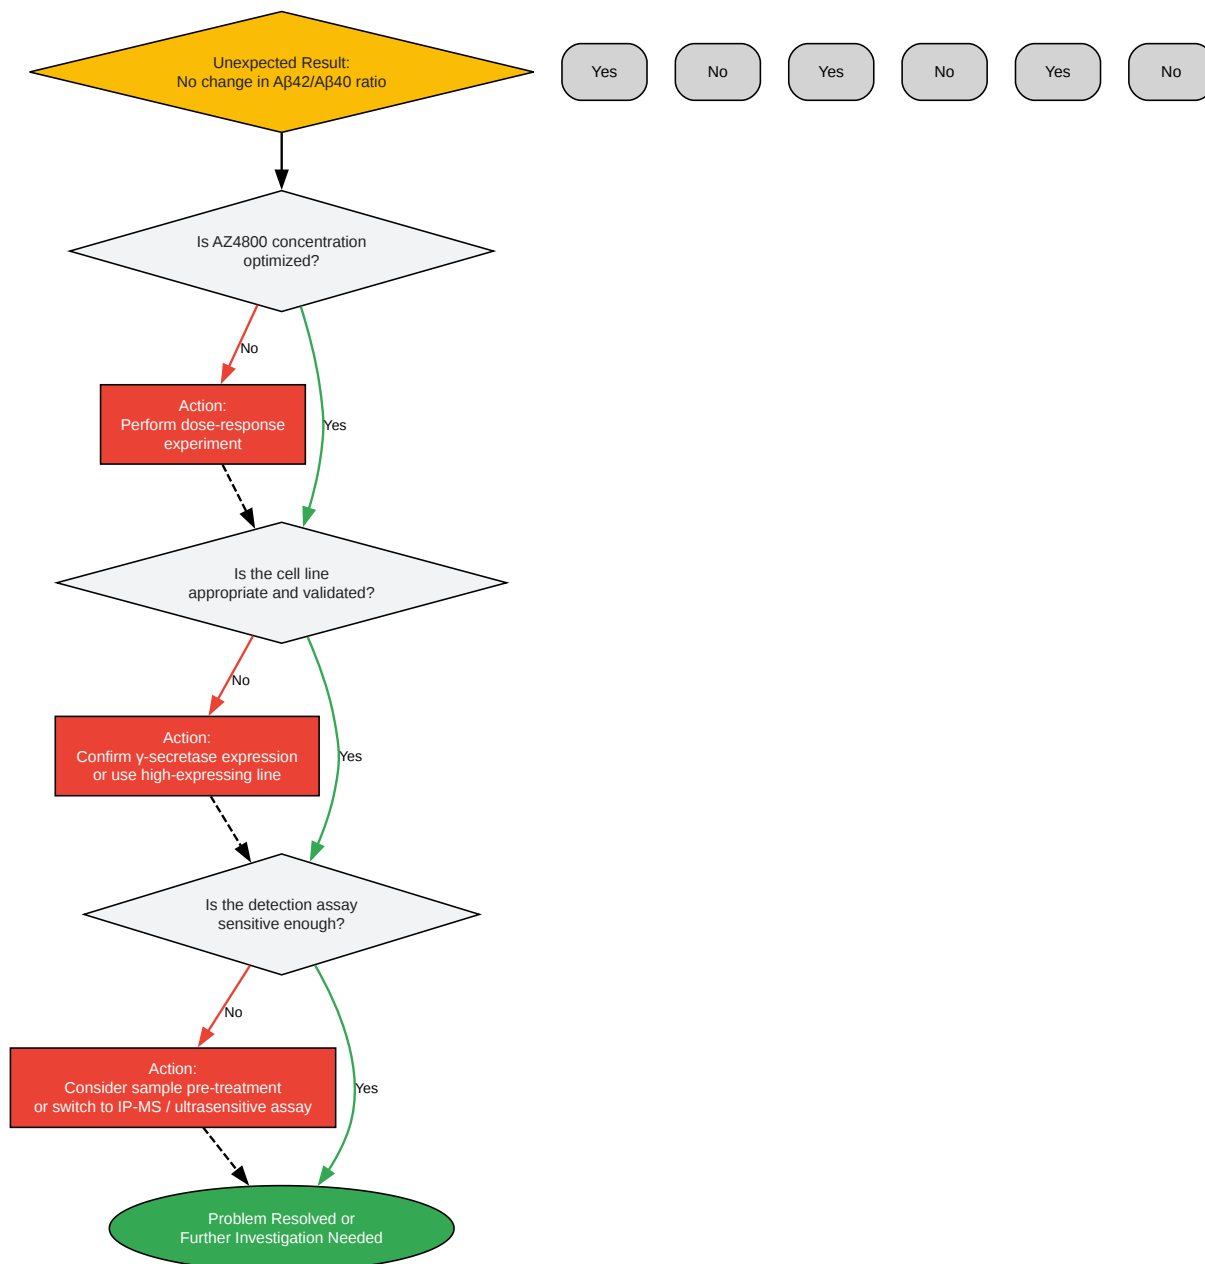 Unexpected Result:
No change in Aβ42/Aβ40 ratio
Yes
No
Yes
No
Yes
No
Is AZ4800 concentration
optimized?
No
Action:
Perform dose-response
experiment
Yes
Is the cell line
appropriate and validated?
No
Action:
Confirm γ-secretase expression
or use high-expressing line
Yes
Is the detection assay
sensitive enough?
No
Action:
Consider sample pre-treatment
or switch to IP-MS / ultrasensitive assay
Yes
Problem Resolved or
Further Investigation Needed